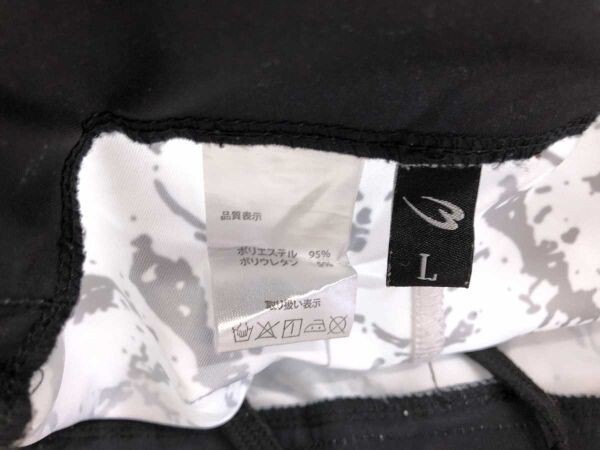 品質表示
ポリエステル 95%
ポリウレタン 5%
取り扱い表示
L